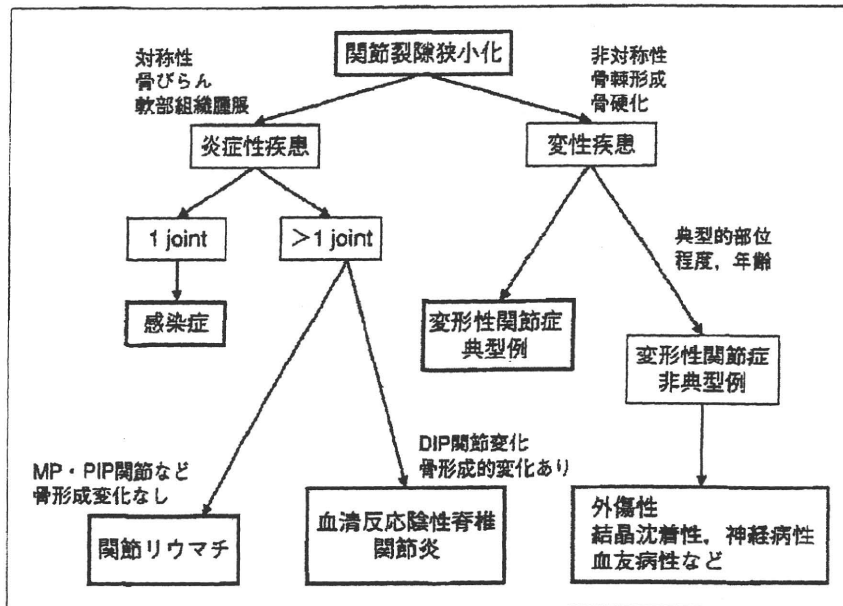 関節裂隙狭小化
対称性
骨びらん
軟部組織腫脹
非対称性
骨棘形成
骨硬化
炎症性疾患
変性疾患
1 joint
＞1 joint
典型的部位
程度，年齢
感染症
変形性関節症
典型例
変形性関節症
非典型例
MP・PIP関節など
骨形成変化なし
DIP関節変化
骨形成的変化あり
関節リウマチ
血清反応陰性脊椎
関節炎
外傷性
結晶沈着性，神経病性
血友病性など